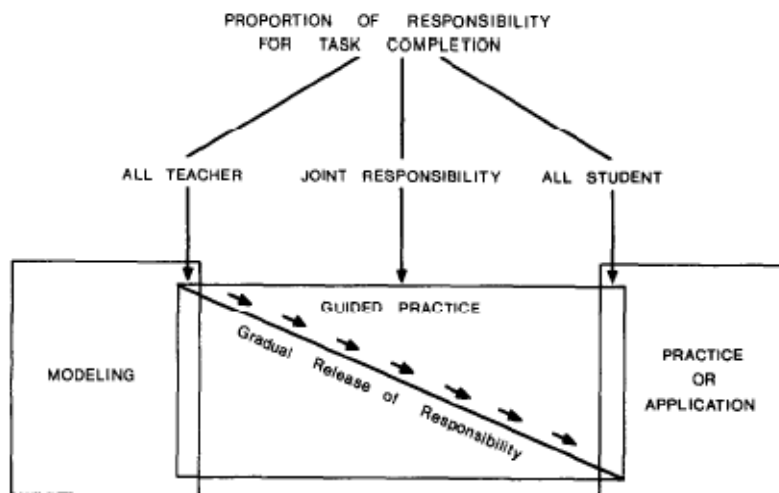 PROPORTION OF RESPONSIBILITY
FOR TASK COMPLETION
ALL TEACHER
JOINT RESPONSIBILITY
ALL STUDENT
GUIDED PRACTICE
Gradual Release of Responsibility
MODELING
PRACTICE
OR
APPLICATION